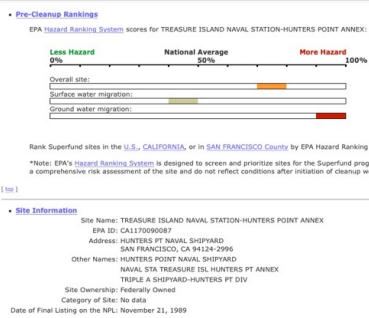 Pre-Cleanup Rankings
EPA Hazard Ranking System scores for TREASURE ISLAND NAVAL STATION-HUNTERS POINT ANNEX:
Less Hazard National Average More Hazard
0% 50% 100%
Overall site:
Surface water migration:
Ground water migration:
Rank Superfund sites in the U.S., CALIFORNIA, or in SAN FRANCISCO County by EPA Hazard Ranking
*Note: EPA's Hazard Ranking System is designed to screen and prioritize sites for the Superfund prog
a comprehensive risk assessment of the site and do not reflect conditions after initiation of cleanup w
[ top ]
Site Information
Site Name: TREASURE ISLAND NAVAL STATION-HUNTERS POINT ANNEX
EPA ID: CA1170090087
Address: HUNTERS PT NAVAL SHIPYARD
SAN FRANCISCO, CA 94124-2996
Other Names: HUNTERS POINT NAVAL SHIPYARD
NAVAL STA TREASURE ISL HUNTERS PT ANNEX
TRIPLE A SHIPYARD-HUNTERS PT DIV
Site Ownership: Federally Owned
Category of Site: No data
Date of Final Listing on the NPL: November 21, 1989